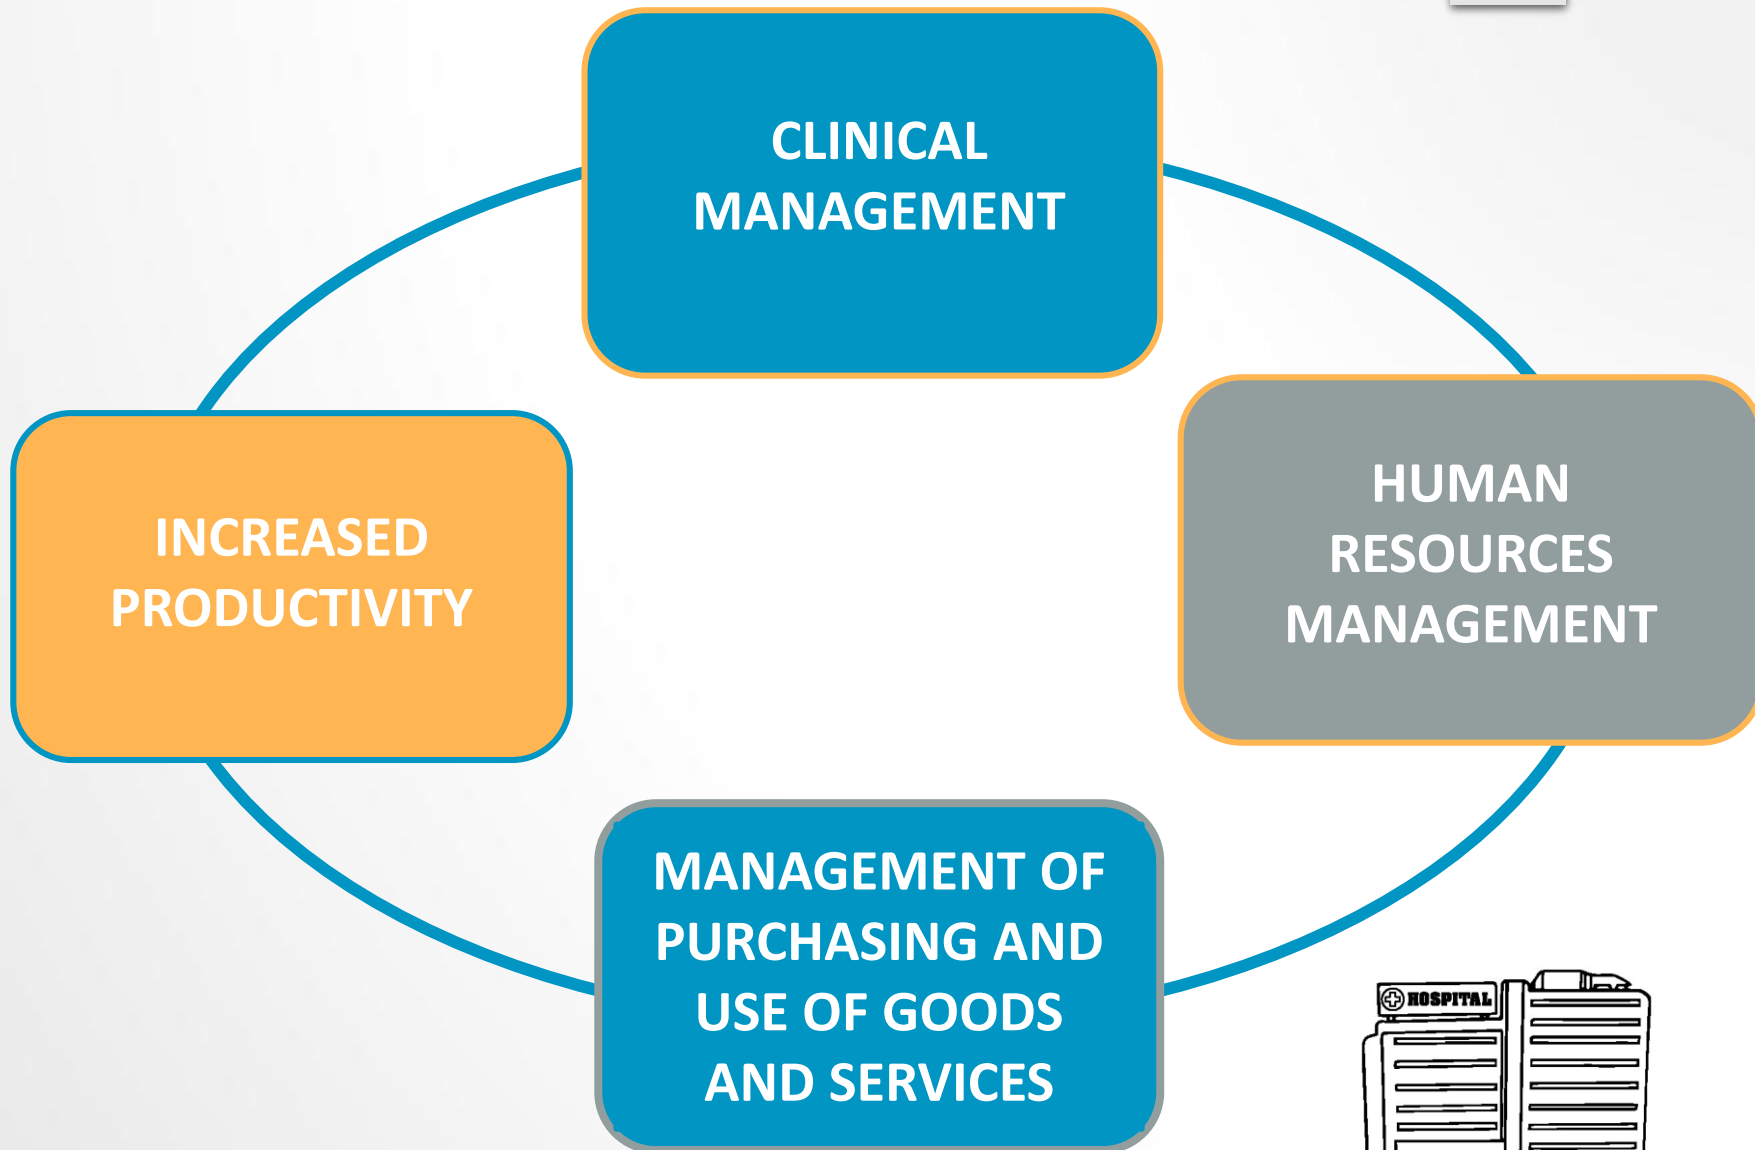 CLINICAL
MANAGEMENT
HUMAN
RESOURCES
MANAGEMENT
INCREASED
PRODUCTIVITY
MANAGEMENT OF
PURCHASING AND
USE OF GOODS
AND SERVICES
HOSPITAL